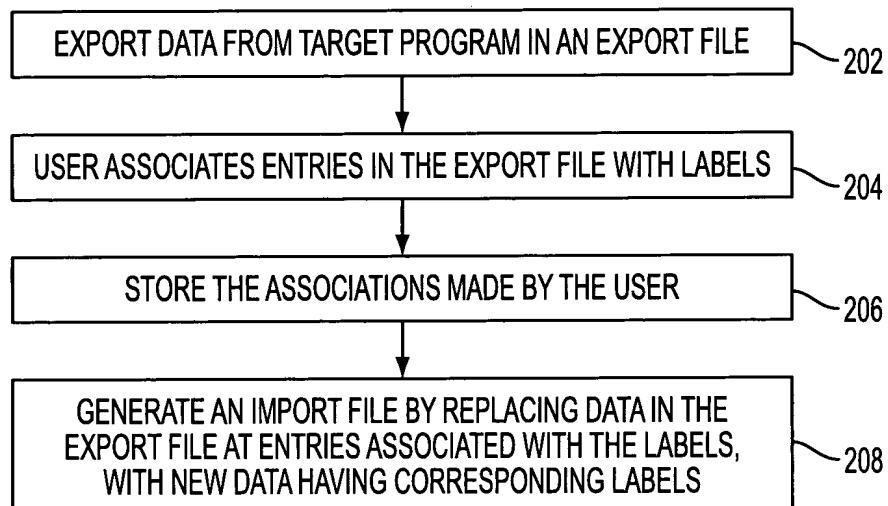 EXPORT DATA FROM TARGET PROGRAM IN AN EXPORT FILE
202
USER ASSOCIATES ENTRIES IN THE EXPORT FILE WITH LABELS
204
STORE THE ASSOCIATIONS MADE BY THE USER
206
GENERATE AN IMPORT FILE BY REPLACING DATA IN THE
EXPORT FILE AT ENTRIES ASSOCIATED WITH THE LABELS,
WITH NEW DATA HAVING CORRESPONDING LABELS
208